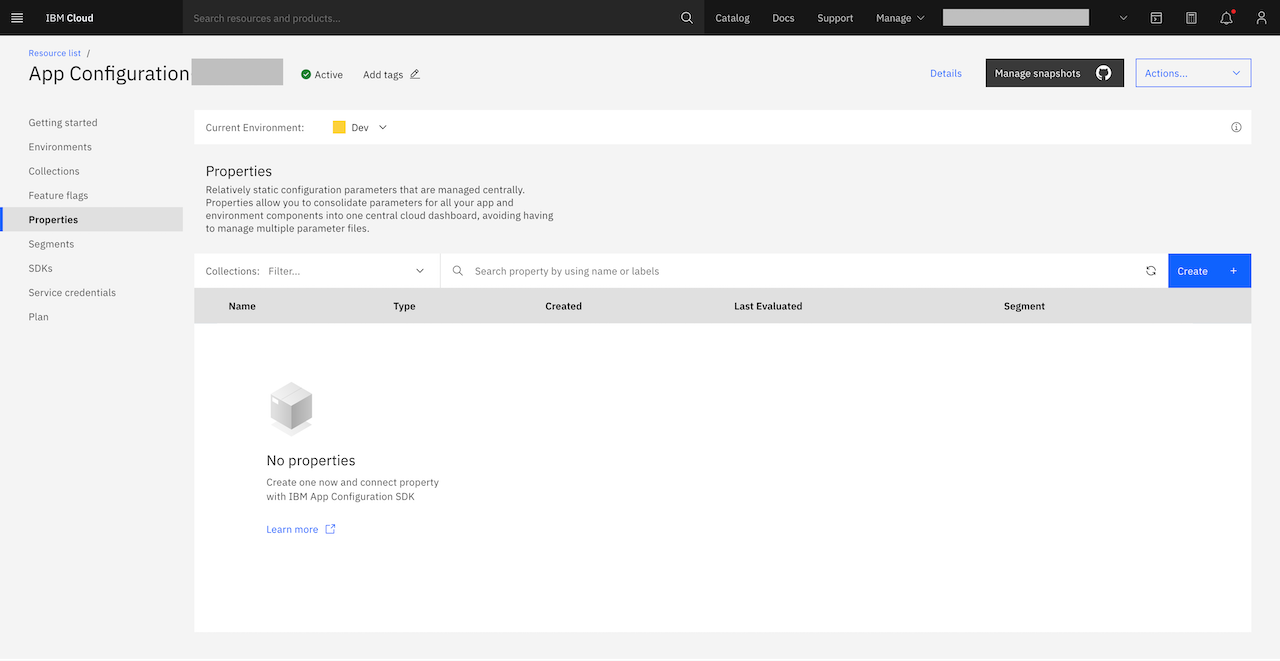 IBM Cloud
Search resources and products...
Catalog
Docs
Support
Manage
Resource list /
App Configuration
Active
Add tags
Details
Manage snapshots
Actions...
Getting started
Environments
Collections
Feature flags
Properties
Segments
SDKs
Service credentials
Plan
Current Environment:
Dev
Properties
Relatively static configuration parameters that are managed centrally.
Properties allow you to consolidate parameters for all your app and
environment components into one central cloud dashboard, avoiding having
to manage multiple parameter files.
Collections: Filter...
Search property by using name or labels
Create +
Name
Type
Created
Last Evaluated
Segment
No properties
Create one now and connect property
with IBM App Configuration SDK
Learn more